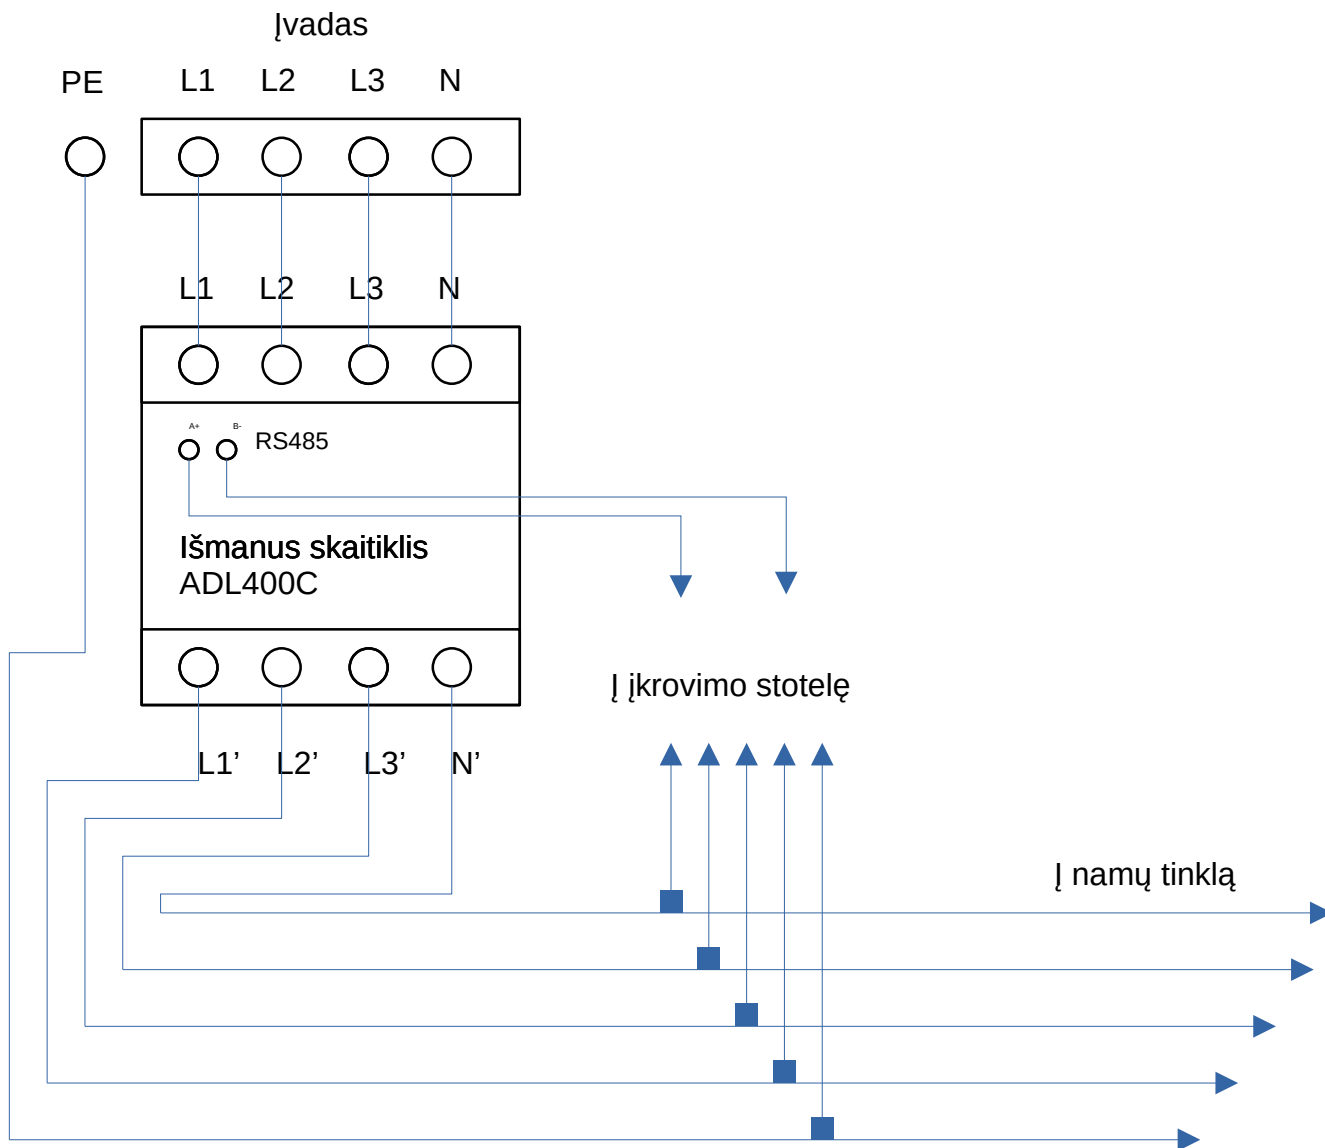 Įvadas
PE L1 L2 L3 N
L1 L2 L3 N
A+ B-
RS485
Išmanus skaitiklis
ADL400C
Į įkrovimo stotelę
L1’ L2’ L3’ N’
Į namų tinklą